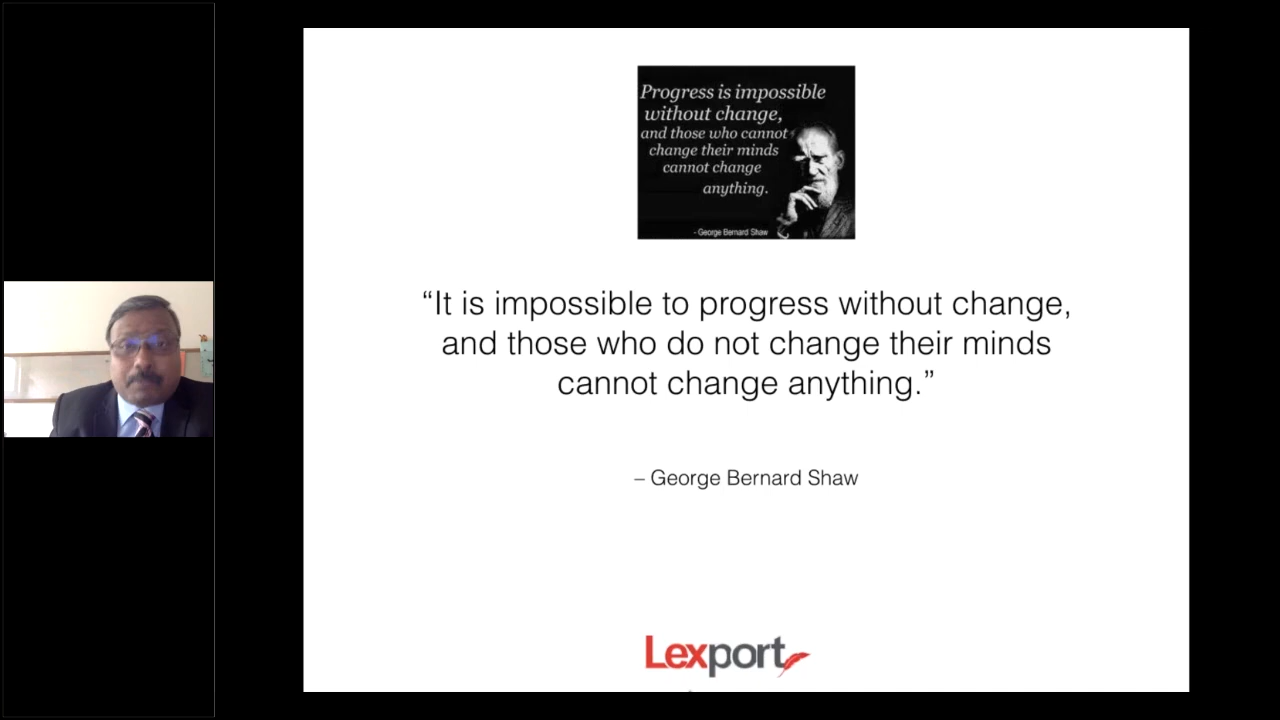 Progress is impossible
without change,
and those who cannot
change their minds
cannot change
anything.
- George Bernard Shaw
“It is impossible to progress without change,
and those who do not change their minds
cannot change anything.”
– George Bernard Shaw
Lexport